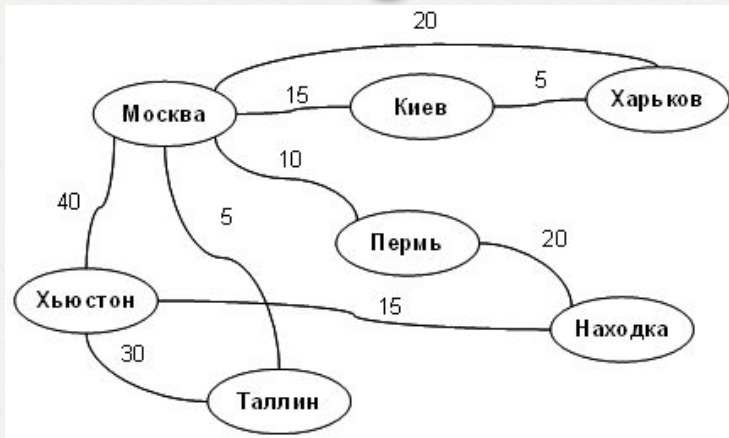 20
Москва
15
Киев
5
Харьков
10
40
5
Пермь
20
Хьюстон
15
Находка
30
Таллин